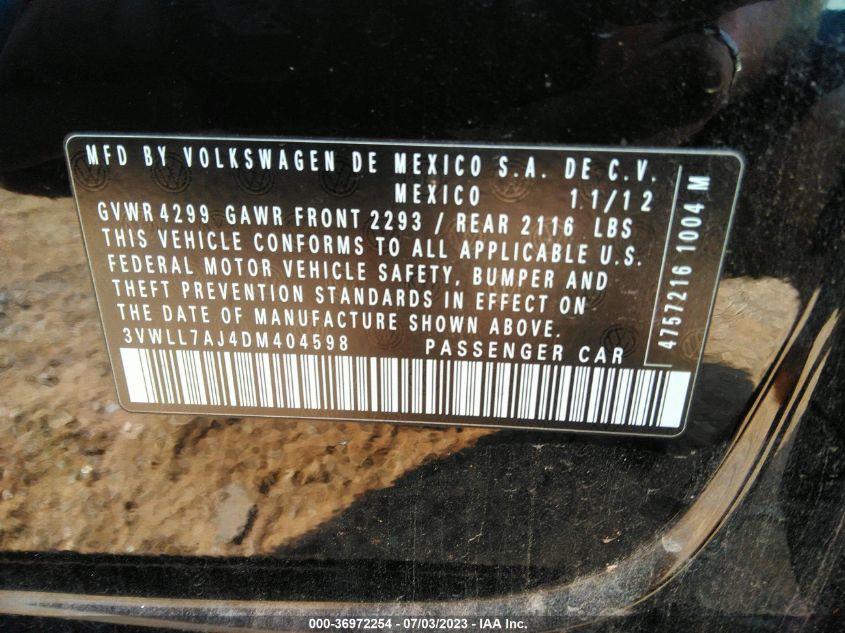 MFD BY VOLKSWAGEN DE MEXICO S.A. DE C.V.
MEXICO 11/12
GVWR 4299 GAWR FRONT 2293 / REAR 2116 LBS
THIS VEHICLE CONFORMS TO ALL APPLICABLE U.S.
FEDERAL MOTOR VEHICLE SAFETY, BUMPER AND
THEFT PREVENTION STANDARDS IN EFFECT ON
THE DATE OF MANUFACTURE SHOWN ABOVE.
3VWLL7AJ4DM404598 PASSENGER CAR
4757216 1004 M
000-36972254 - 07/03/2023 - IAA Inc.